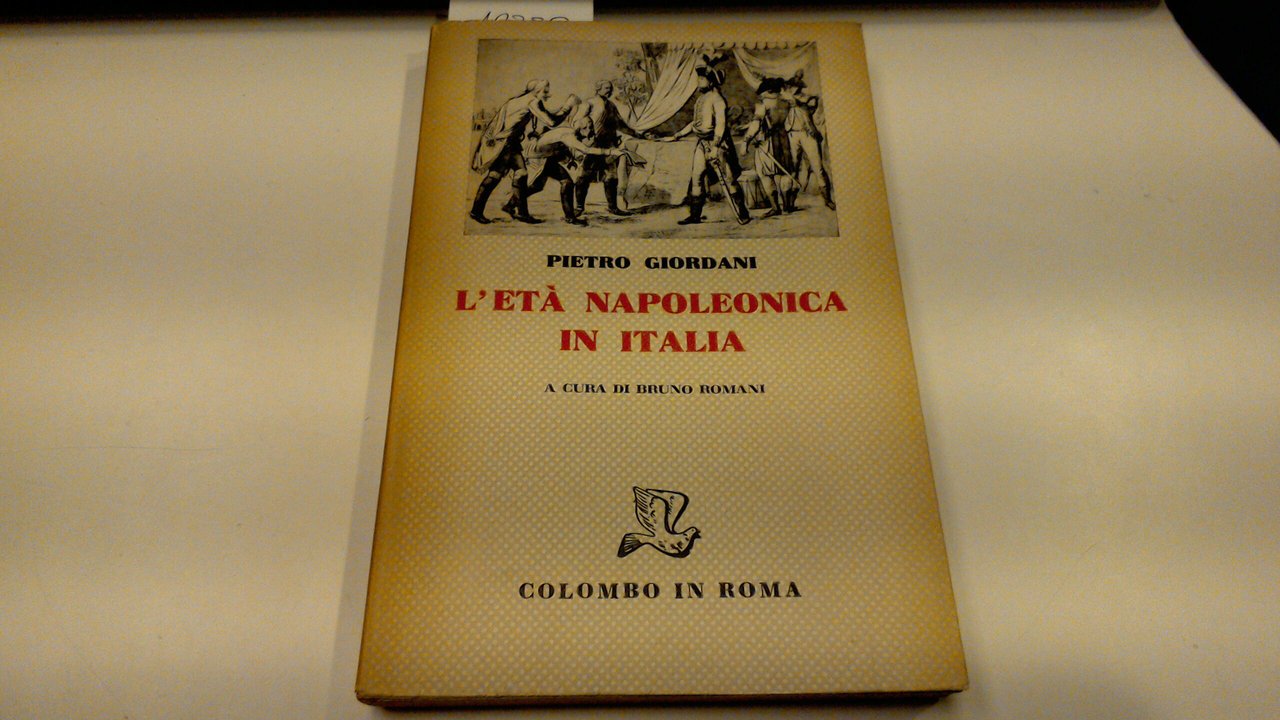 PIETRO GIORDANI
L'ETÀ NAPOLEONICA
IN ITALIA
A CURA DI BRUNO ROMANI
COLOMBO IN ROMA